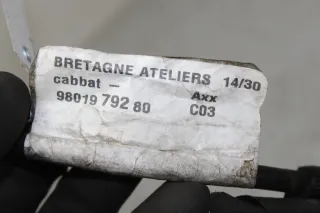 BRETAGNE ATELIERS 14/30
cabbat - Axx
98019 792 80 C03